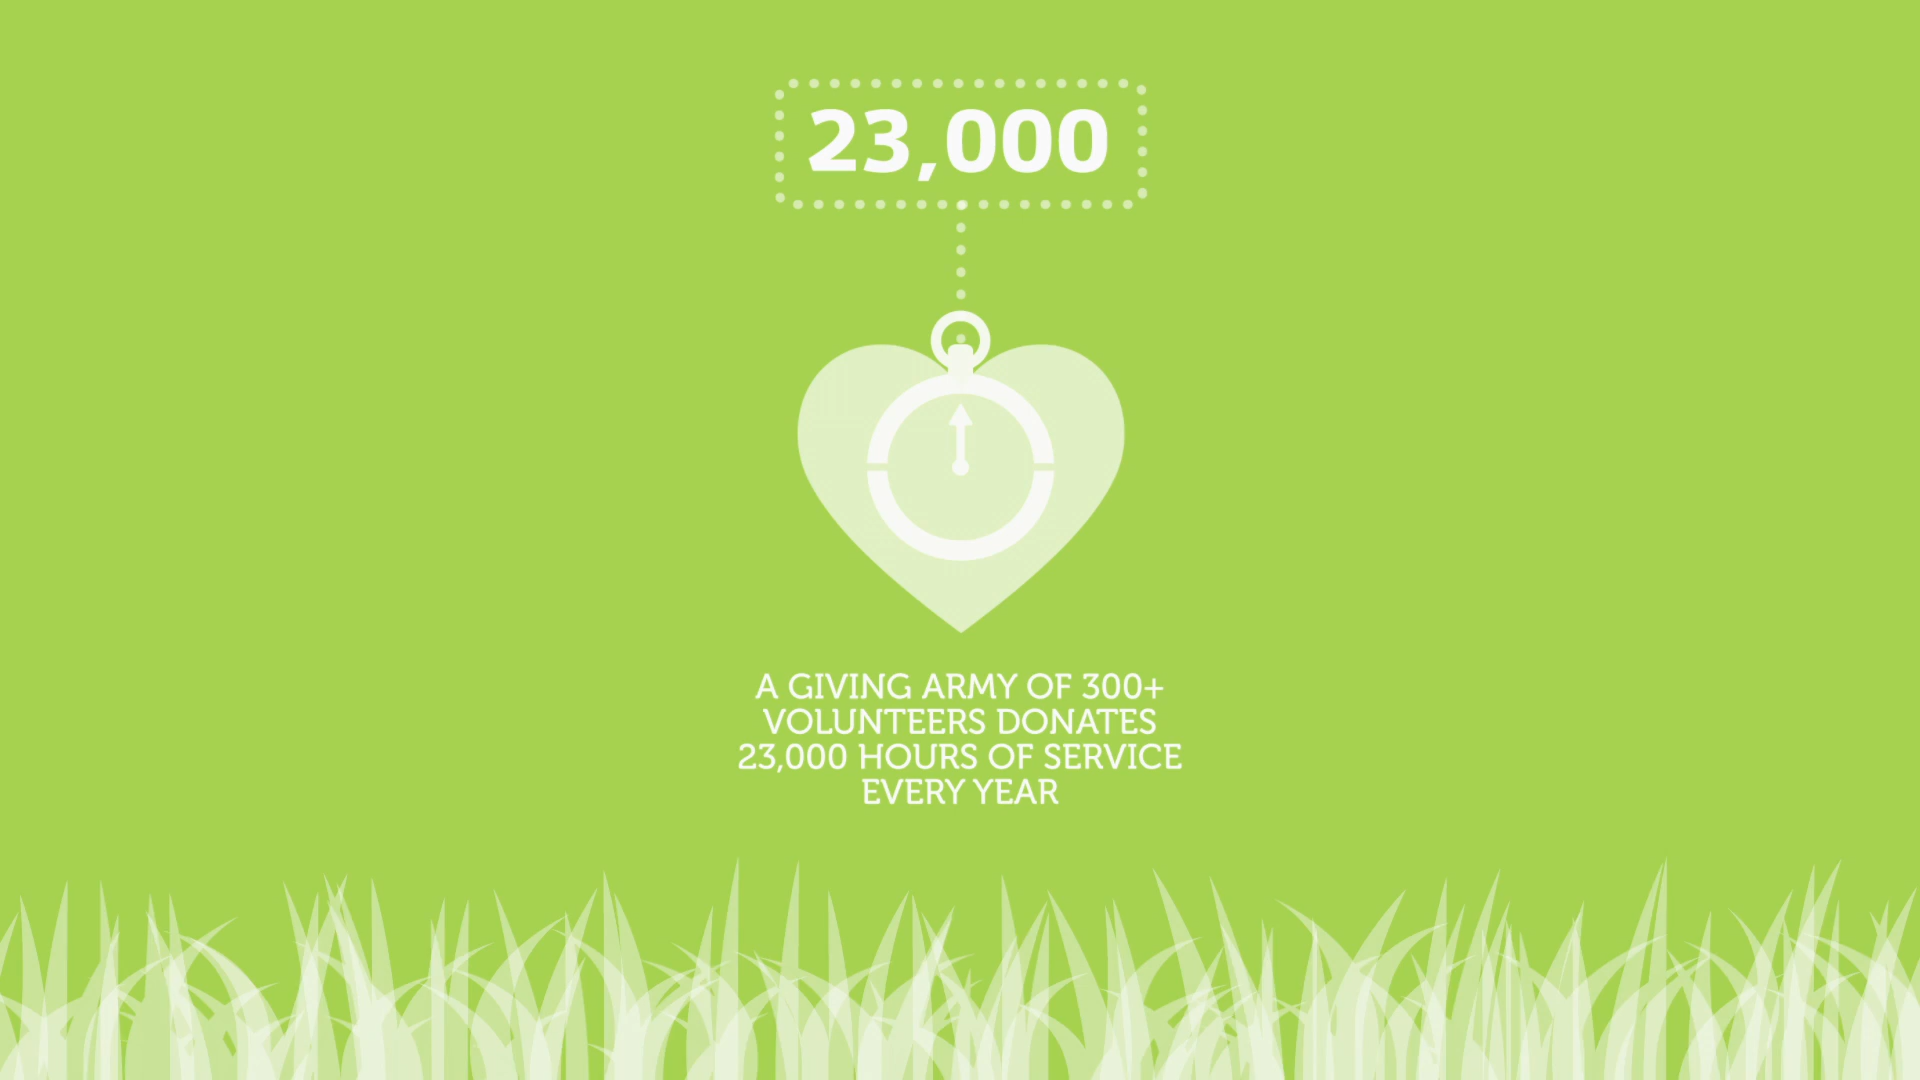 23,000
A GIVING ARMY OF 300+
VOLUNTEERS DONATES
23,000 HOURS OF SERVICE
EVERY YEAR